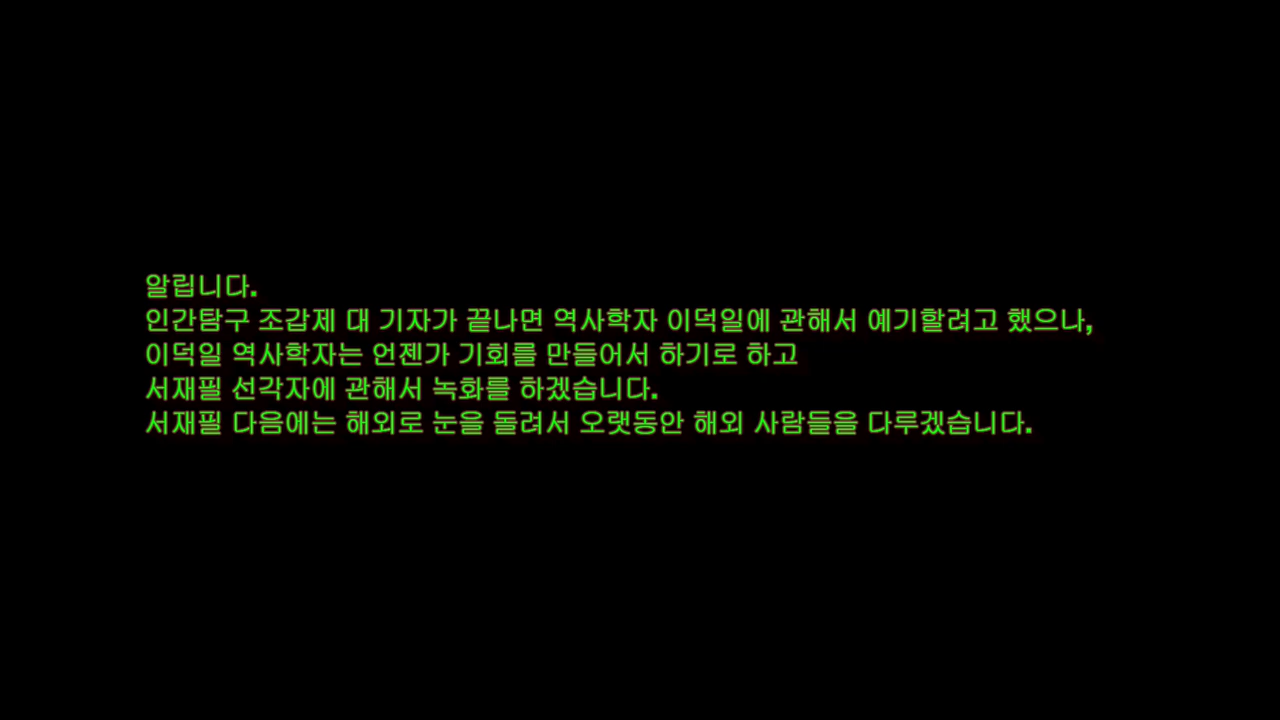 알립니다.
인간탐구 조갑제 대 기자가 끝나면 역사학자 이덕일에 관해서 예기할려고 했으나,
이덕일 역사학자는 언젠가 기회를 만들어서 하기로 하고
서재필 선각자에 관해서 녹화를 하겠습니다.
서재필 다음에는 해외로 눈을 돌려서 오랫동안 해외 사람들을 다루겠습니다.